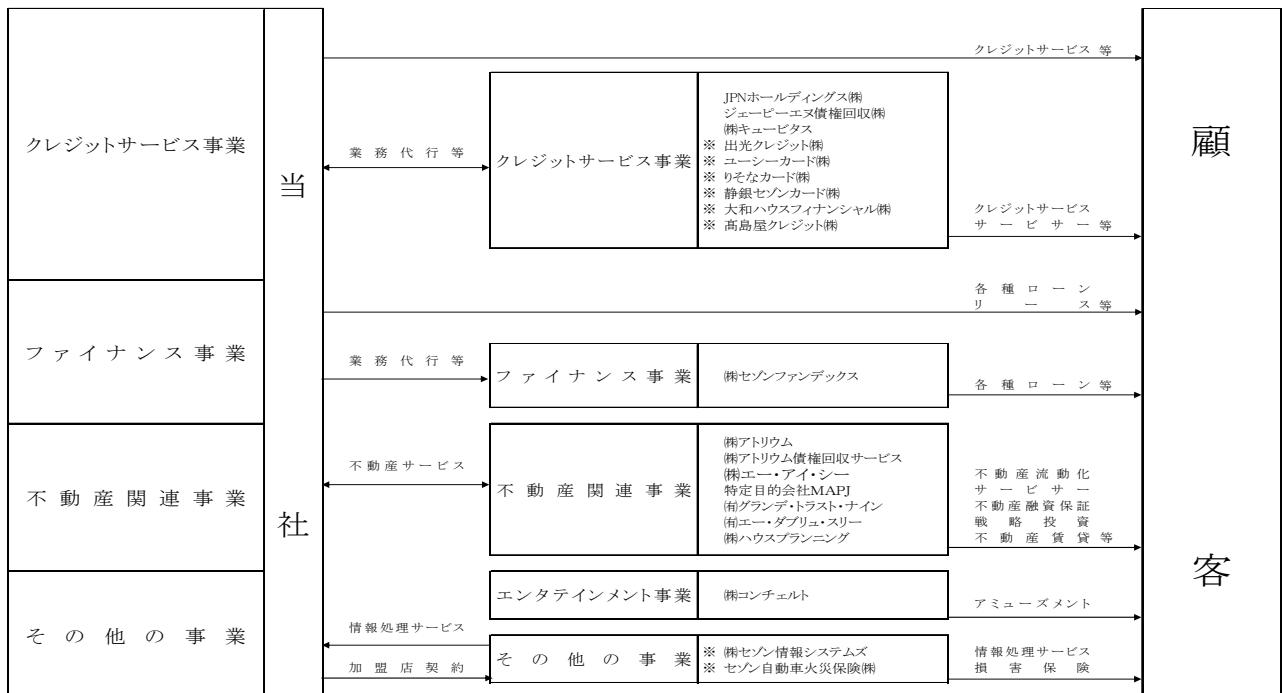 クレジットサービス事業
ファイナンス事業
不動産関連事業
その他の事業
当社
クレジットサービス等
業務代行等
クレジットサービス事業
JPNホールディングス㈱
ジェーピーエヌ債権回収㈱
㈱キュービタス
※ 出光クレジット㈱
※ ユーシーカード㈱
※ りそなカード㈱
※ 静銀セゾンカード㈱
※ 大和ハウスフィナンシャル㈱
※ 髙島屋クレジット㈱
クレジットサービス
サービサー等
各種ローン
リース等
業務代行等
ファイナンス事業
㈱セゾンファンデックス
各種ローン等
不動産サービス
不動産関連事業
㈱アトリウム
㈱アトリウム債権回収サービス
㈱エー・アイ・シー
特定目的会社MAPJ
㈲グランデ・トラスト・ナイン
㈲エー・ダブリュ・スリー
㈱ハウスプランニング
不動産流動化
サービサー
不動産融資保証
戦略投資
不動産賃貸等
エンタテインメント事業
㈱コンチェルト
アミューズメント
情報処理サービス
加盟店契約
その他の事業
※ ㈱セゾン情報システムズ
※ セゾン自動車火災保険㈱
情報処理サービス
損害保険
顧客